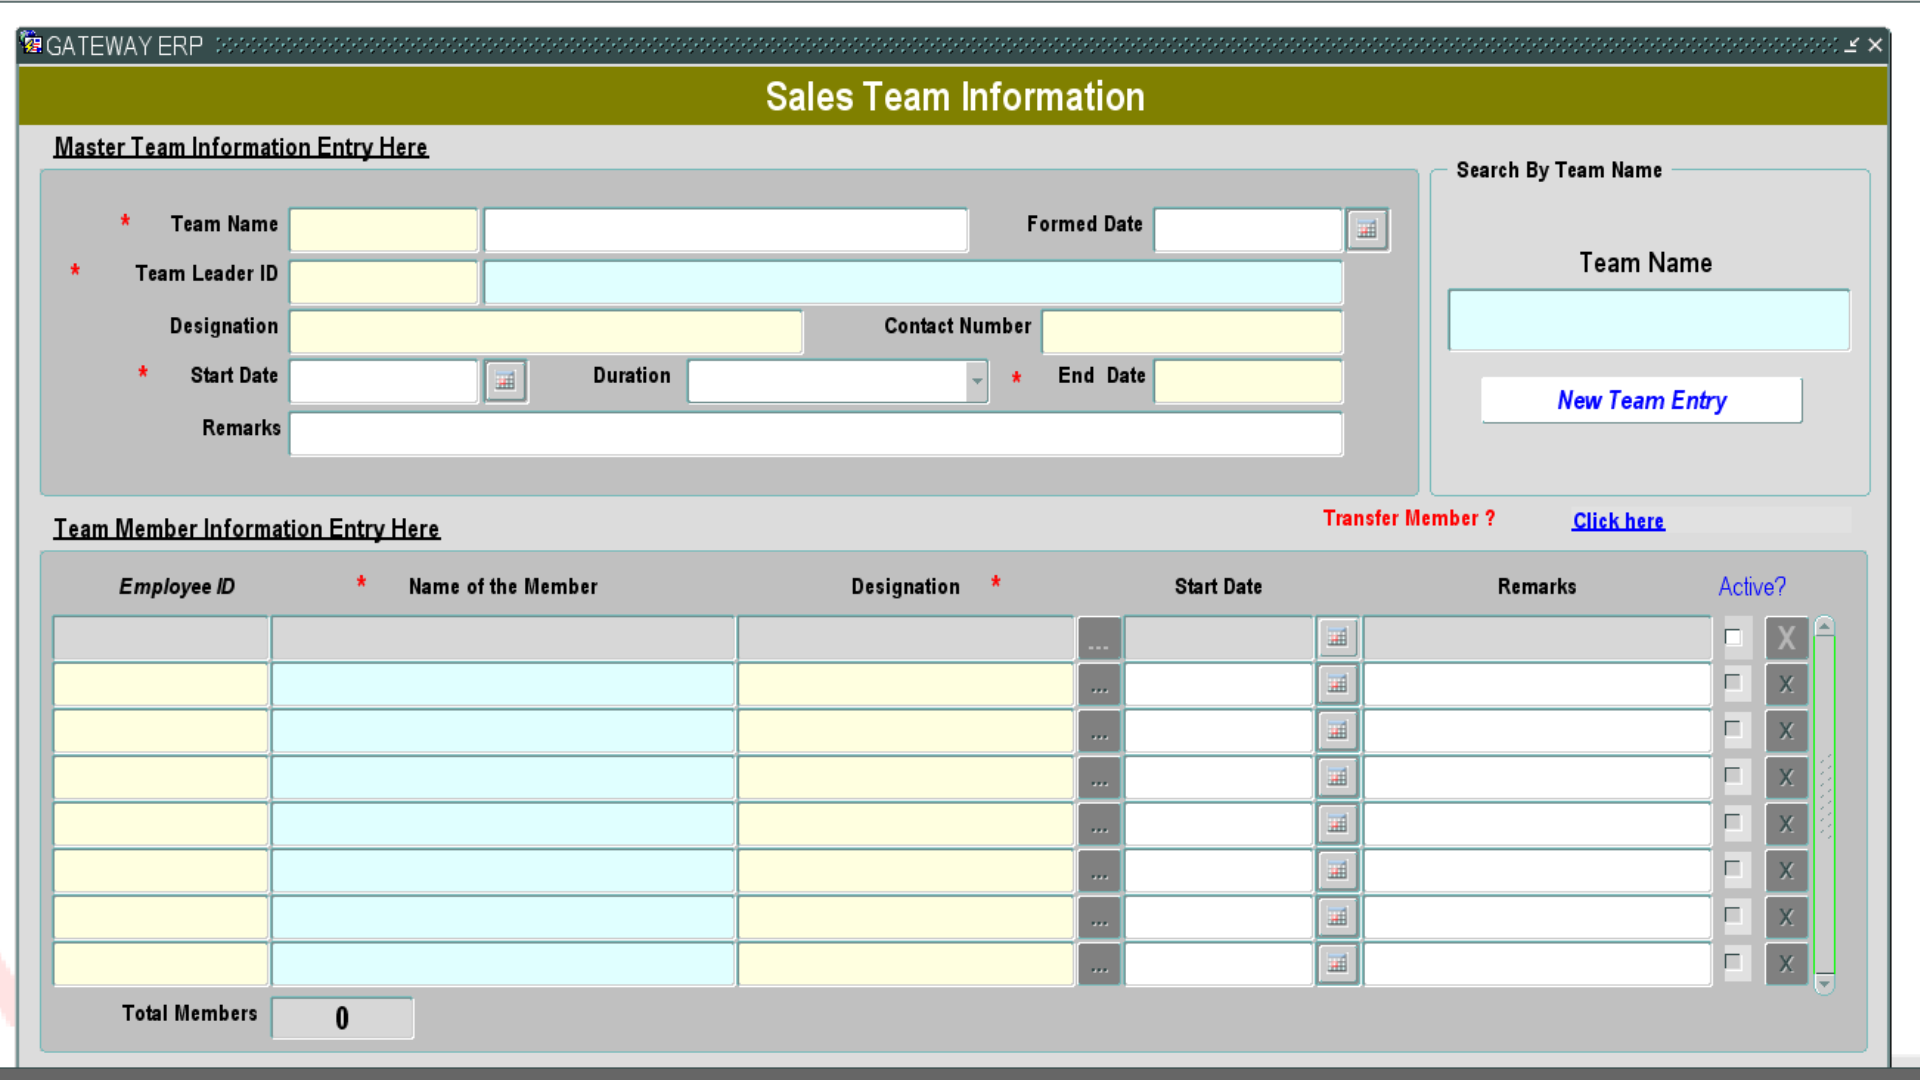 GATEWAY ERP
Sales Team Information
Master Team Information Entry Here
Search By Team Name
* Team Name
Formed Date
* Team Leader ID
Team Name
Designation
Contact Number
New Team Entry
* Start Date
Duration
* End Date
Remarks
Transfer Member ?
Click here
Team Member Information Entry Here
Employee ID
* Name of the Member
Designation *
Start Date
Remarks
Active?
... X
... X
... X
... X
... X
... X
... X
... X
Total Members 0